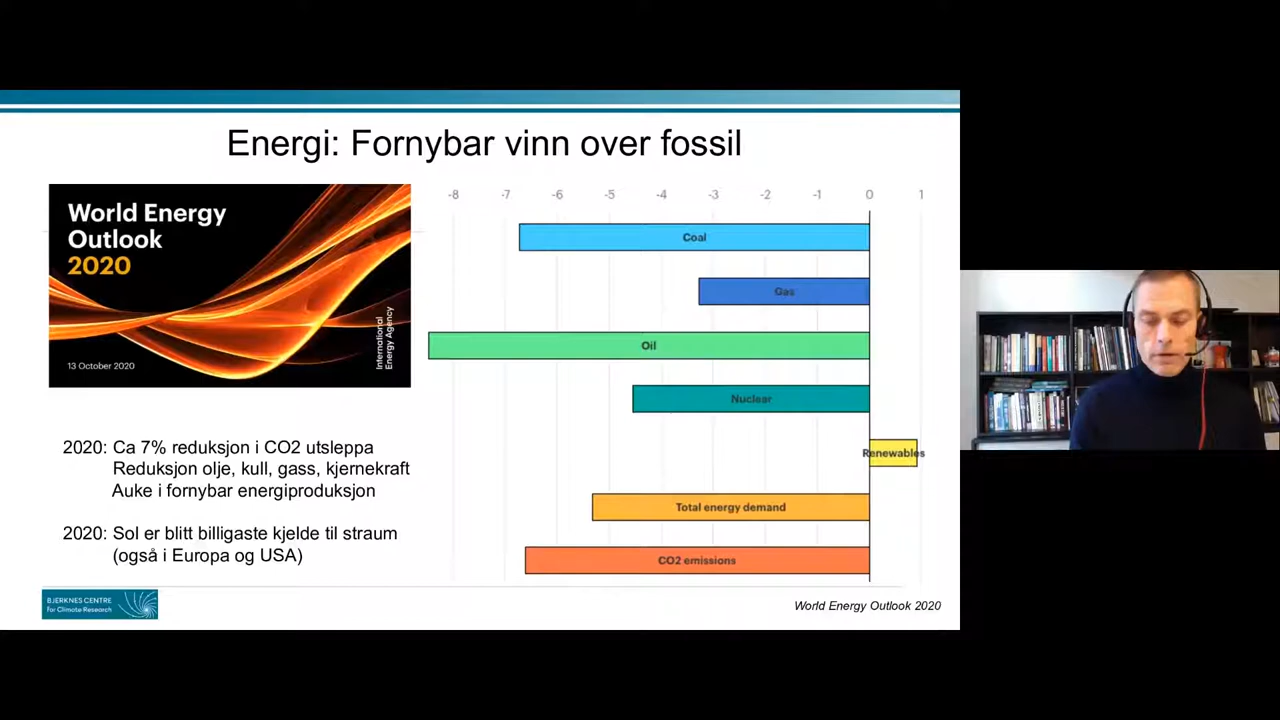 Energi: Fornybar vinn over fossil
World Energy
Outlook
2020
International
Energy Agency
13 October 2020
-8 -7 -6 -5 -4 -3 -2 -1 0 1
Coal
Gas
Oil
Nuclear
Renewables
Total energy demand
CO2 emissions
2020: Ca 7% reduksjon i CO2 utsleppa
Reduksjon olje, kull, gass, kjernekraft
Auke i fornybar energiproduksjon
2020: Sol er blitt billigaste kjelde til straum
(også i Europa og USA)
BJERKNES CENTRE
for Climate Research
World Energy Outlook 2020